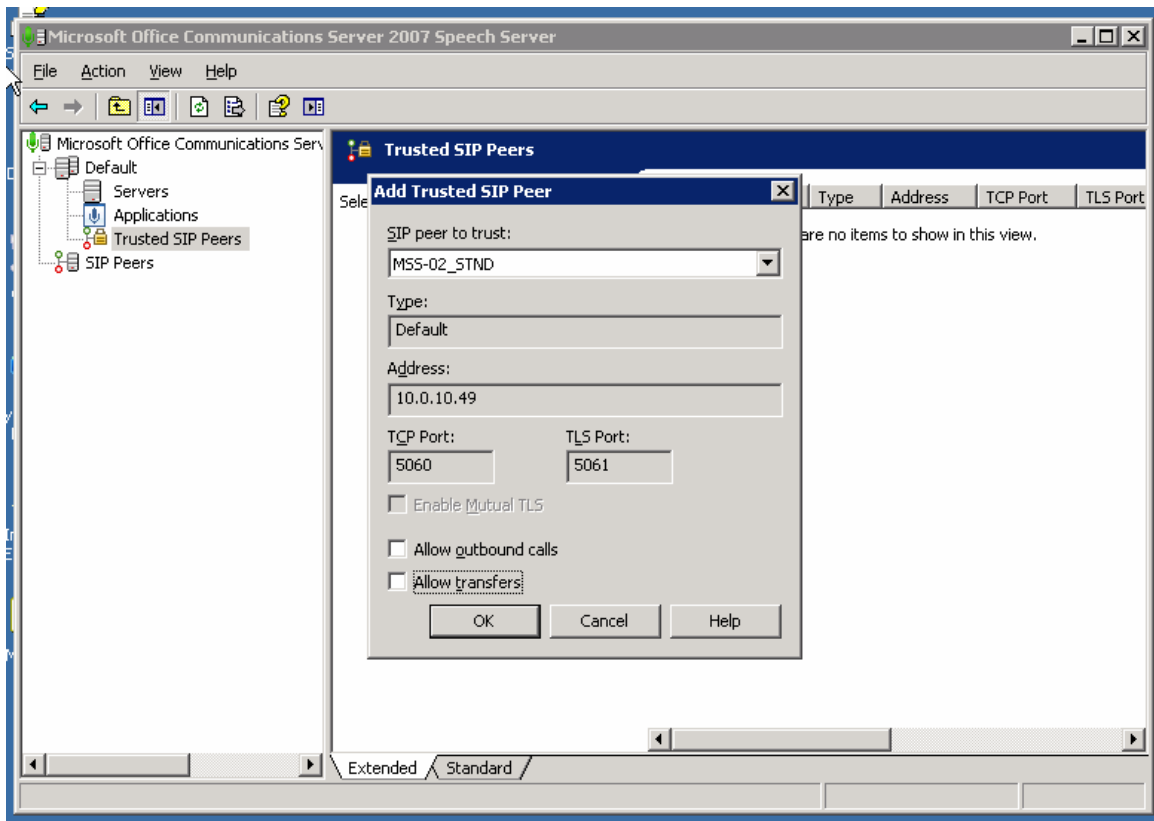 Microsoft Office Communications Server 2007 Speech Server
File Action View Help
Microsoft Office Communications Serv
Default
Servers
Applications
Trusted SIP Peers
SIP Peers
Trusted SIP Peers
Sele
Type Address TCP Port TLS Port
are no items to show in this view.
Add Trusted SIP Peer
SIP peer to trust:
MSS-02_STND
Type:
Default
Address:
10.0.10.49
TCP Port: TLS Port:
5060 5061
Enable Mutual TLS
Allow outbound calls
Allow transfers
OK Cancel Help
Extended Standard